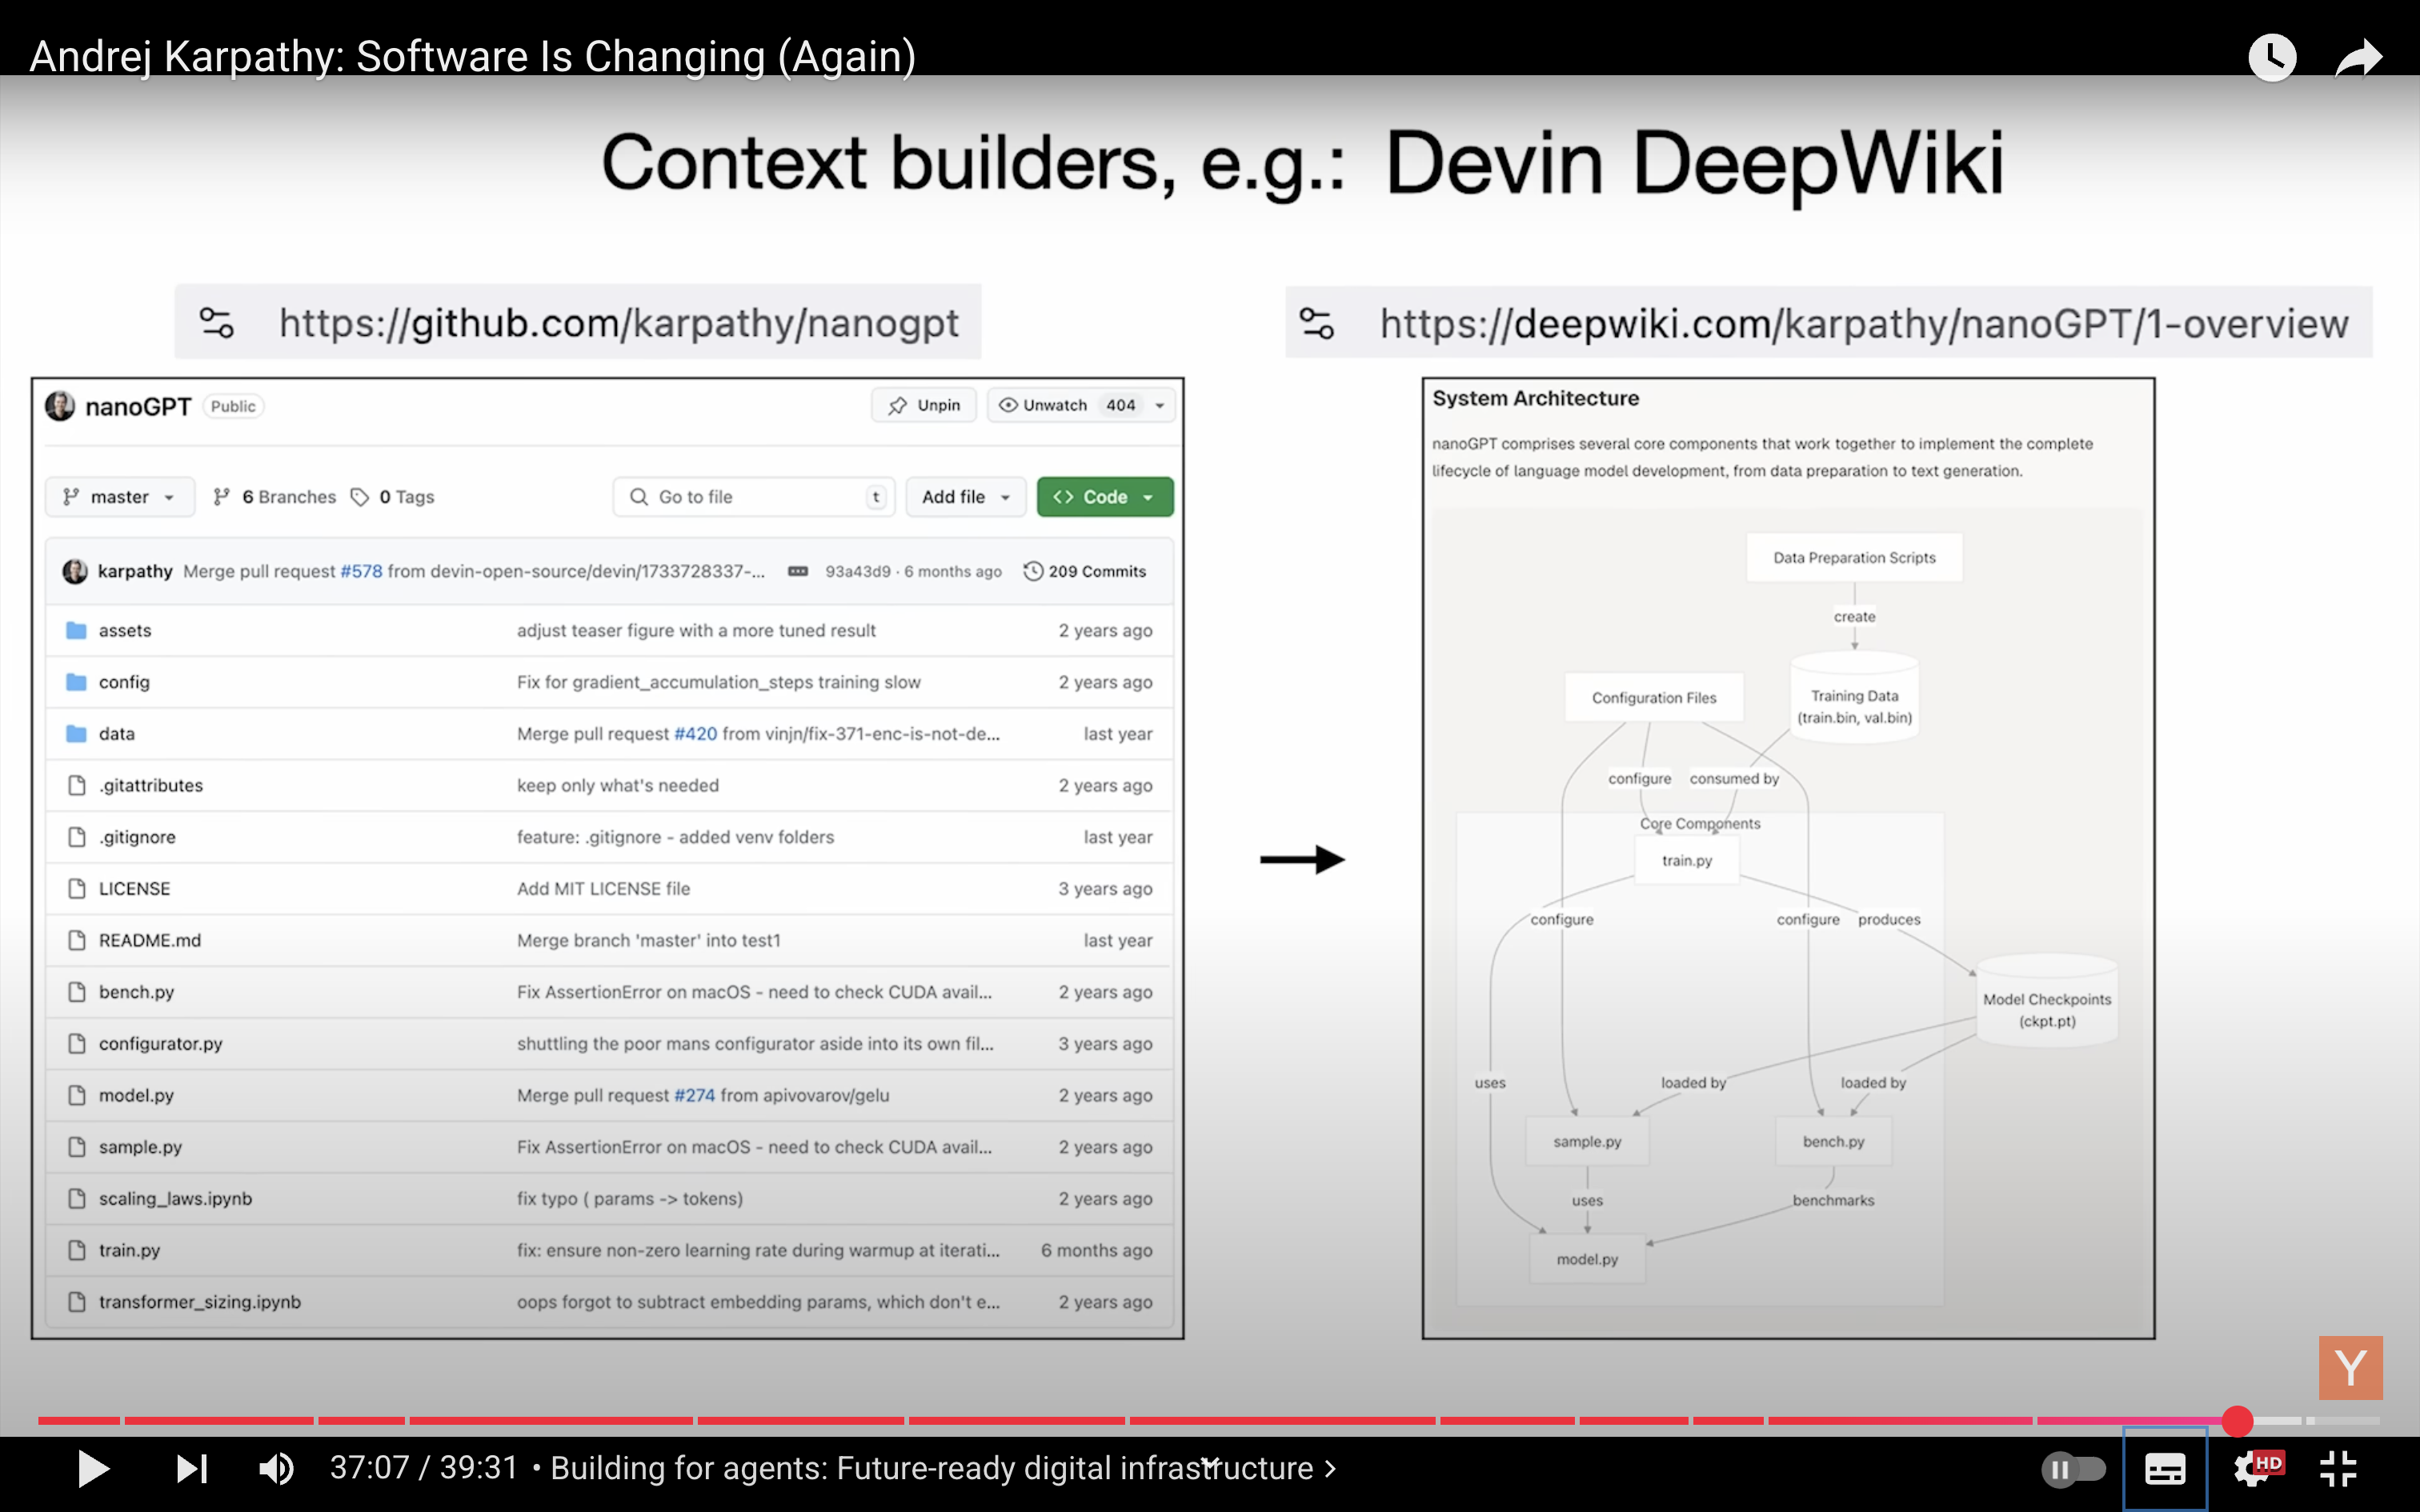 Andrej Karpathy: Software Is Changing (Again)
Context builders, e.g.: Devin DeepWiki
https://github.com/karpathy/nanogpt
nanoGPT Public Unpin Unwatch 404
master 6 Branches 0 Tags Go to file t Add file Code
karpathy Merge pull request #578 from devin-open-source/devin/1733728337-... 93a43d9 · 6 months ago 209 Commits
assets adjust teaser figure with a more tuned result 2 years ago
config Fix for gradient_accumulation_steps training slow 2 years ago
data Merge pull request #420 from vinjn/fix-371-enc-is-not-de... last year
.gitattributes keep only what's needed 2 years ago
.gitignore feature: .gitignore - added venv folders last year
LICENSE Add MIT LICENSE file 3 years ago
README.md Merge branch 'master' into test1 last year
bench.py Fix AssertionError on macOS - need to check CUDA avail... 2 years ago
configurator.py shuttling the poor mans configurator aside into its own fil... 3 years ago
model.py Merge pull request #274 from apivovarov/gelu 2 years ago
sample.py Fix AssertionError on macOS - need to check CUDA avail... 2 years ago
scaling_laws.ipynb fix typo ( params -> tokens) 2 years ago
train.py fix: ensure non-zero learning rate during warmup at iterati... 6 months ago
transformer_sizing.ipynb oops forgot to subtract embedding params, which don't e... 2 years ago
https://deepwiki.com/karpathy/nanoGPT/1-overview
System Architecture
nanoGPT comprises several core components that work together to implement the complete
lifecycle of language model development, from data preparation to text generation.
Data Preparation Scripts
create
Configuration Files
Training Data
(train.bin, val.bin)
configure consumed by
Core Components
train.py
configure configure produces
Model Checkpoints
(ckpt.pt)
uses loaded by loaded by
sample.py bench.py
uses benchmarks
model.py
Y
37:07 / 39:31 • Building for agents: Future-ready digital infrastructure
HD